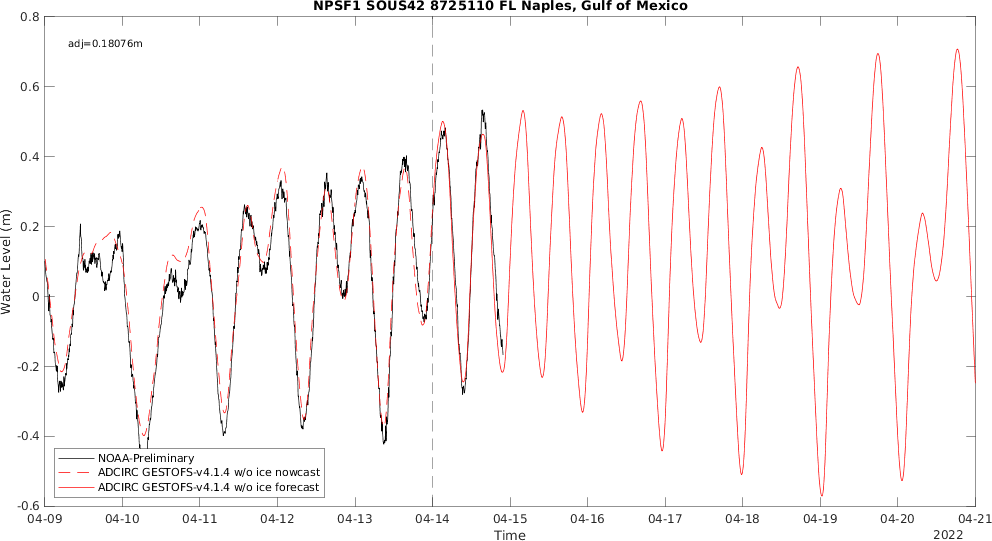 NPSF1 SOUS42 8725110 FL Naples, Gulf of Mexico
adj=0.18076m
0.8
0.6
0.4
0.2
0
-0.2
-0.4
-0.6
Water Level (m)
NOAA-Preliminary
ADCIRC GESTOFS-v4.1.4 w/o ice nowcast
ADCIRC GESTOFS-v4.1.4 w/o ice forecast
04-09 04-10 04-11 04-12 04-13 04-14 04-15 04-16 04-17 04-18 04-19 04-20 04-21
Time
2022